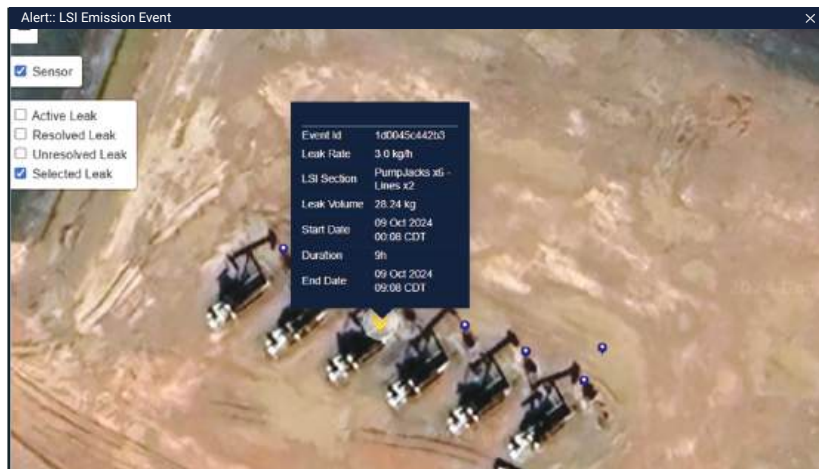 Alert:: LSI Emission Event
Sensor
Active Leak
Resolved Leak
Unresolved Leak
Selected Leak
Event Id 1d0045c442b3
Leak Rate 3.0 kg/h
LSI Section PumpJacks x6 -
Lines x2
Leak Volume 28.24 kg
Start Date 09 Oct 2024
00:08 CDT
Duration 9h
End Date 09 Oct 2024
09:08 CDT